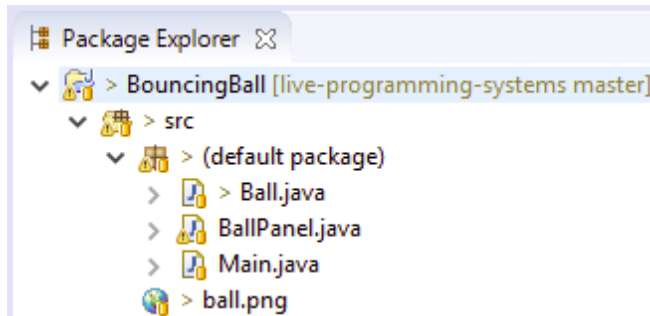 Package Explorer
> BouncingBall [live-programming-systems master]
> src
> (default package)
> Ball.java
BallPanel.java
Main.java
> ball.png